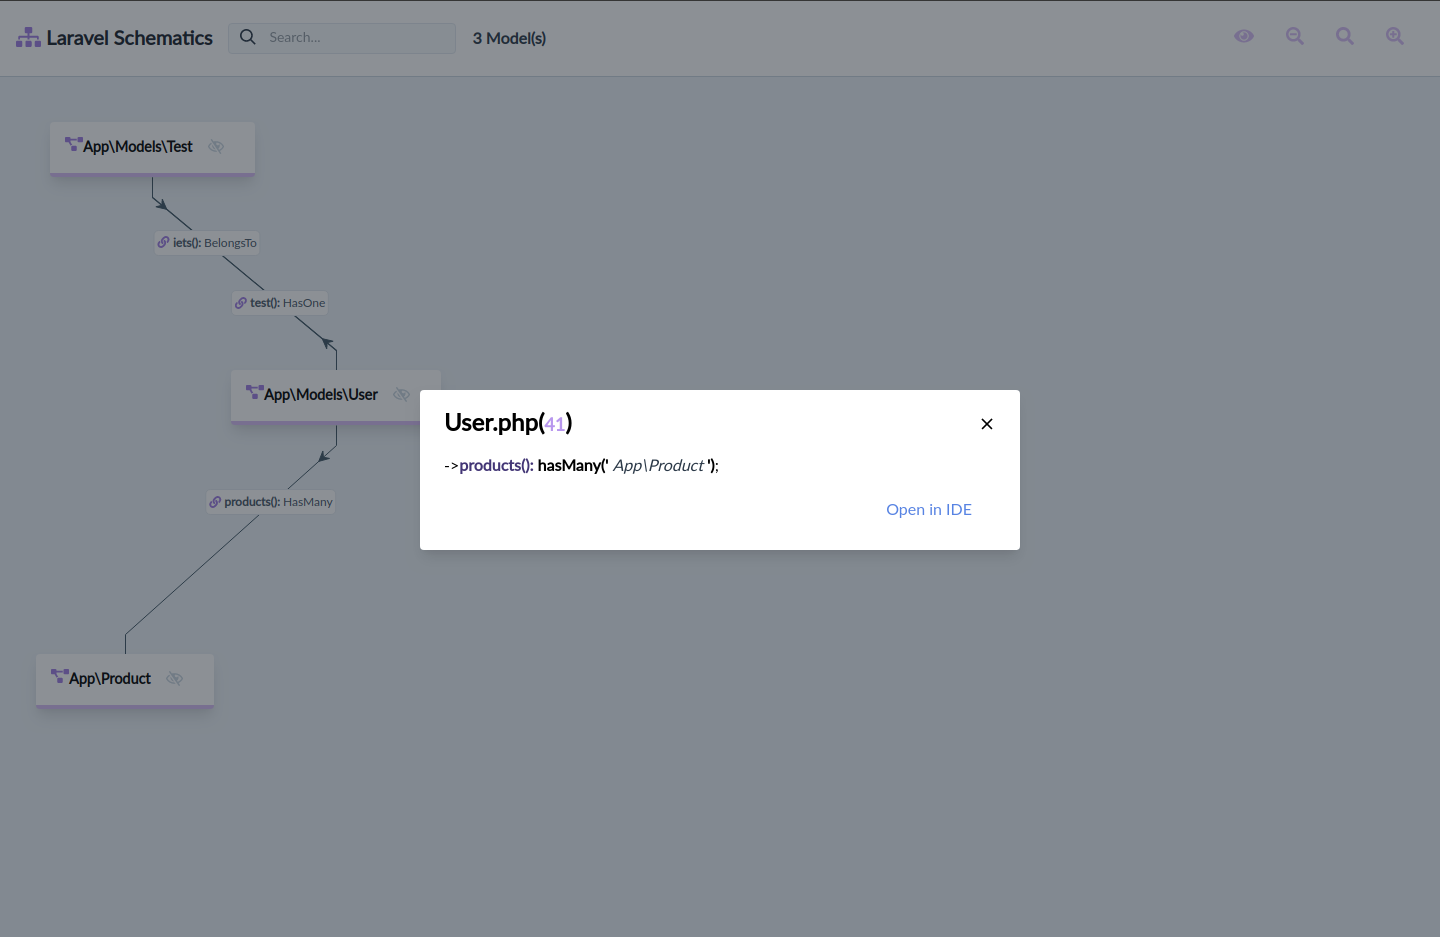 Laravel Schematics
Search...
3 Model(s)
App\Models\Test
iets(): BelongsTo
test(): HasOne
App\Models\User
User.php(41)
->products(): hasMany(' App\Product ');
products(): HasMany
Open in IDE
App\Product